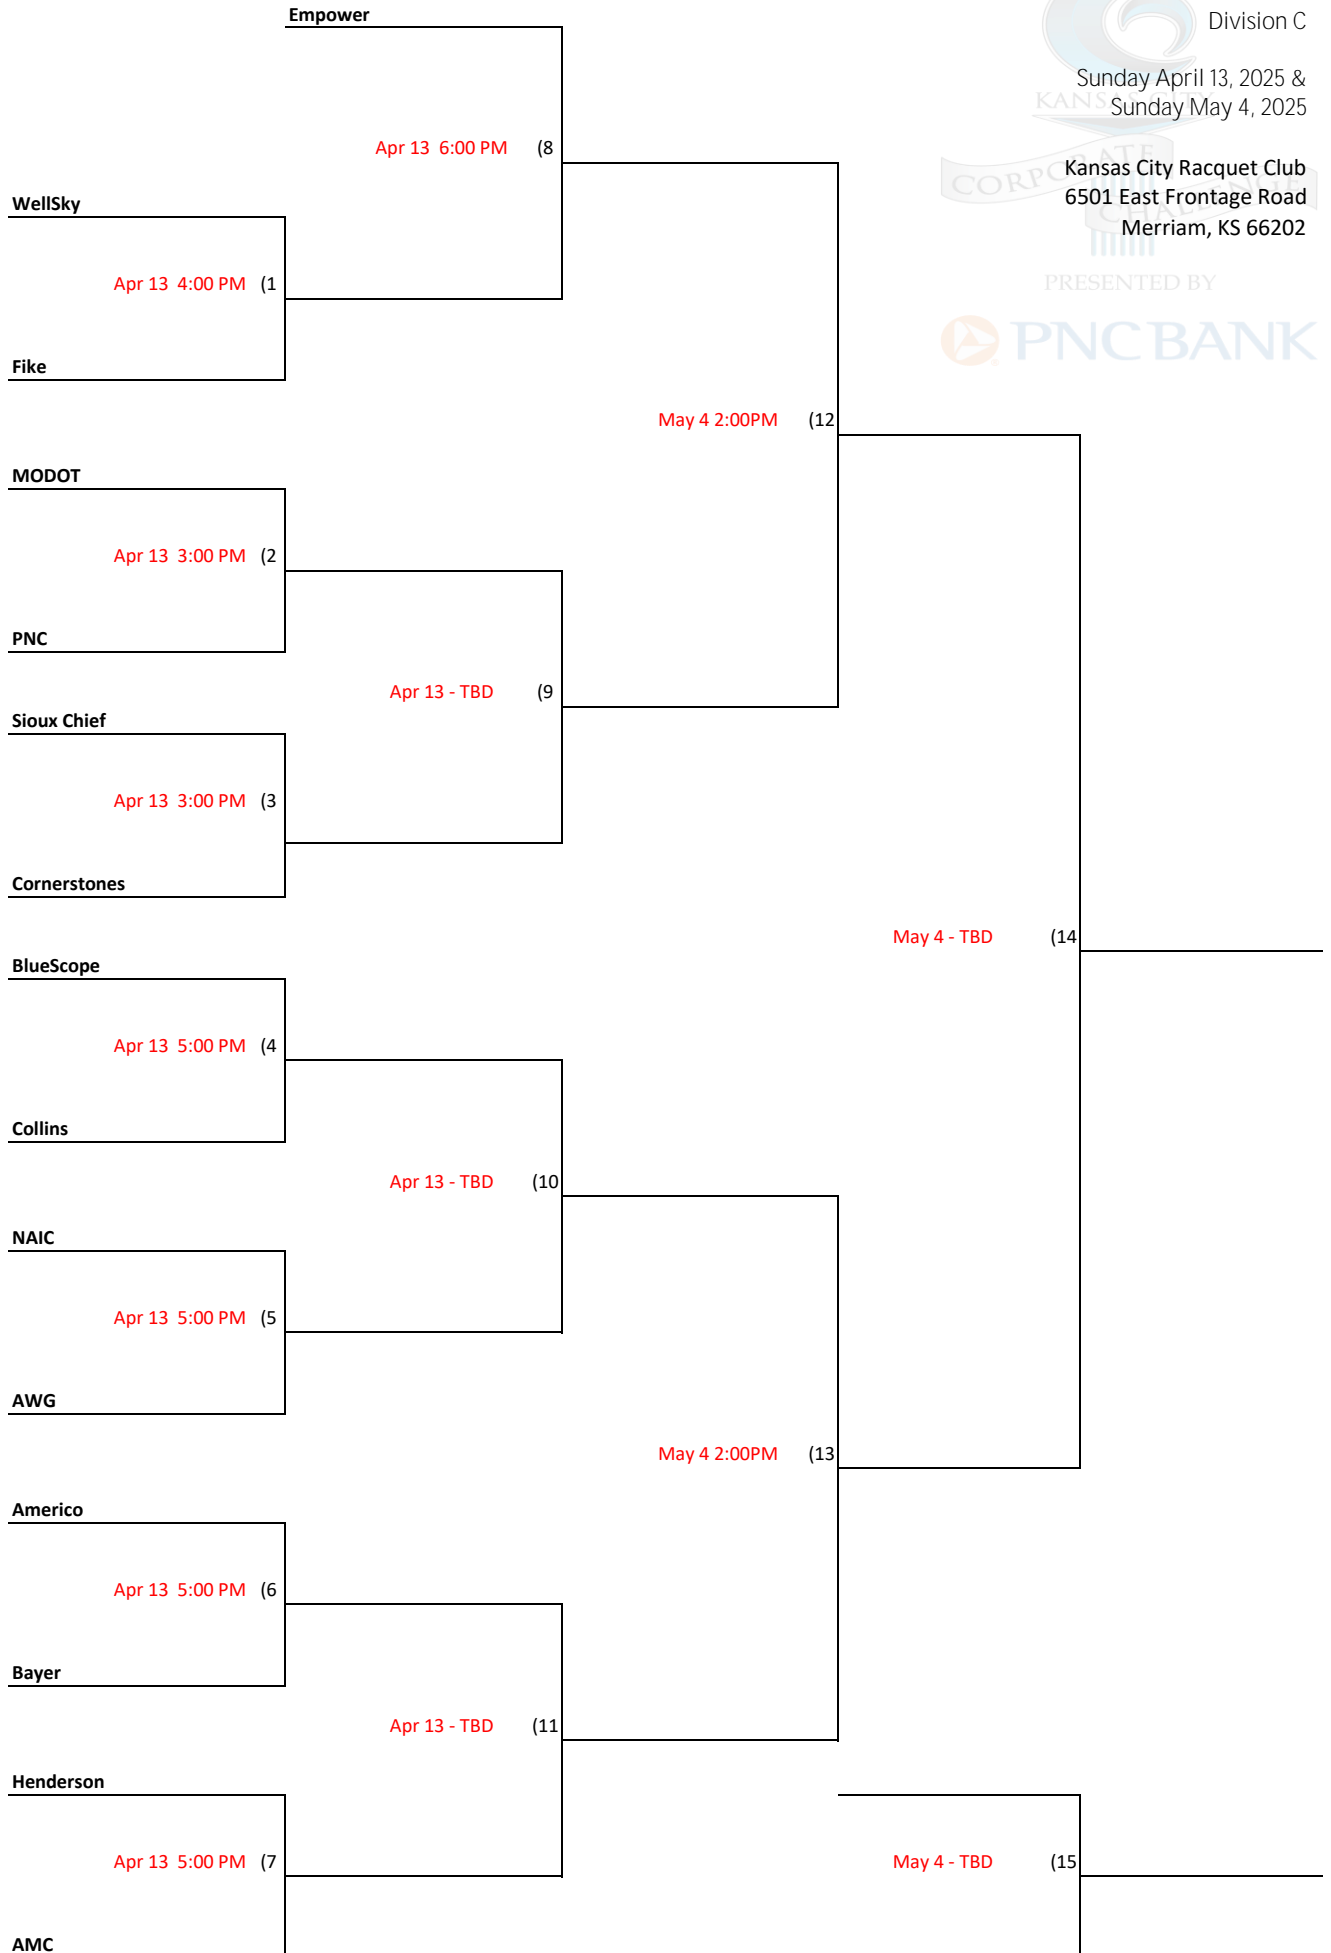 Empower
Division C
Sunday April 13, 2025 &
Sunday May 4, 2025
KANSAS CITY
Apr 13 6:00 PM (8
CORPORATE
CHALLENGE
Kansas City Racquet Club
6501 East Frontage Road
Merriam, KS 66202
WellSky
Apr 13 4:00 PM (1
PRESENTED BY
PNC BANK
Fike
May 4 2:00PM (12
MODOT
Apr 13 3:00 PM (2
PNC
Apr 13 - TBD (9
Sioux Chief
Apr 13 3:00 PM (3
Cornerstones
May 4 - TBD (14
BlueScope
Apr 13 5:00 PM (4
Collins
Apr 13 - TBD (10
NAIC
Apr 13 5:00 PM (5
AWG
May 4 2:00PM (13
Americo
Apr 13 5:00 PM (6
Bayer
Apr 13 - TBD (11
Henderson
Apr 13 5:00 PM (7
May 4 - TBD (15
AMC